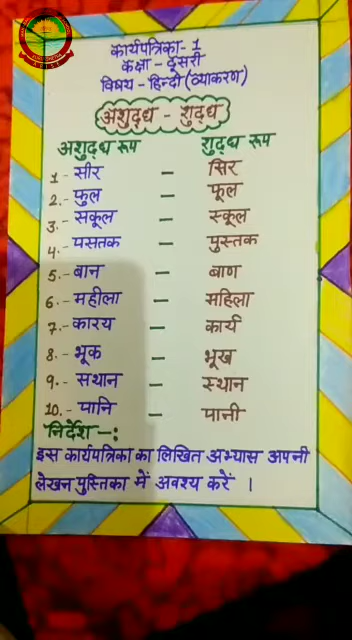 कार्यपत्रिका- 1
कक्षा - दूसरी
विषय - हिन्दी (व्याकरण)
अशुद्ध - शुद्ध
अशुद्ध रूप शुद्ध रूप
1 - सीर - सिर
2. - फुल - फूल
3. - सकूल - स्कूल
4. - पसतक - पुस्तक
5. - बान - बाण
6. - महीला - महिला
7. - कारय - कार्य
8. - भूक - भूख
9. - सथान - स्थान
10. - पानि - पानी
निर्देश -:
इस कार्यपत्रिका का लिखित अभ्यास अपनी
लेखन पुस्तिका में अवश्य करें ।